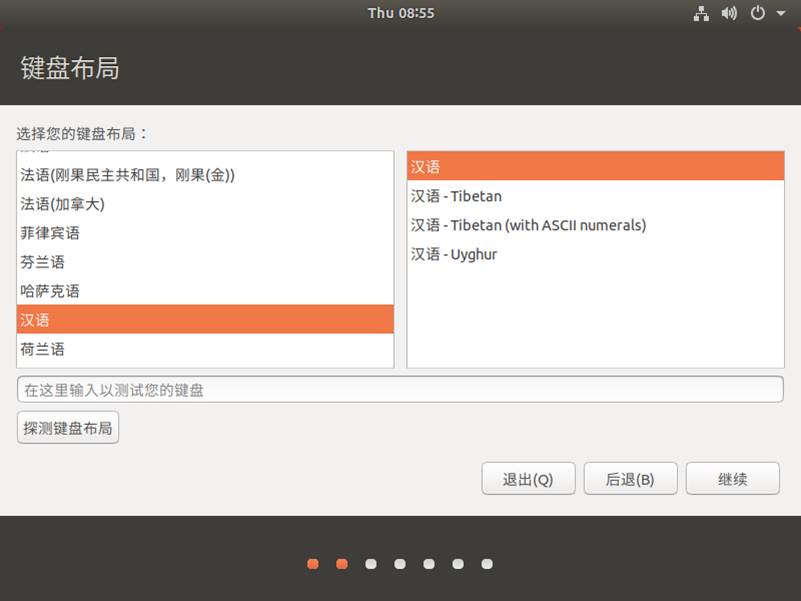 Thu 08:55
键盘布局
选择您的键盘布局：
法语(刚果民主共和国，刚果(金))
法语(加拿大)
菲律宾语
芬兰语
哈萨克语
汉语
荷兰语
汉语
汉语 - Tibetan
汉语 - Tibetan (with ASCII numerals)
汉语 - Uyghur
在这里输入以测试您的键盘
探测键盘布局
退出(Q)
后退(B)
继续